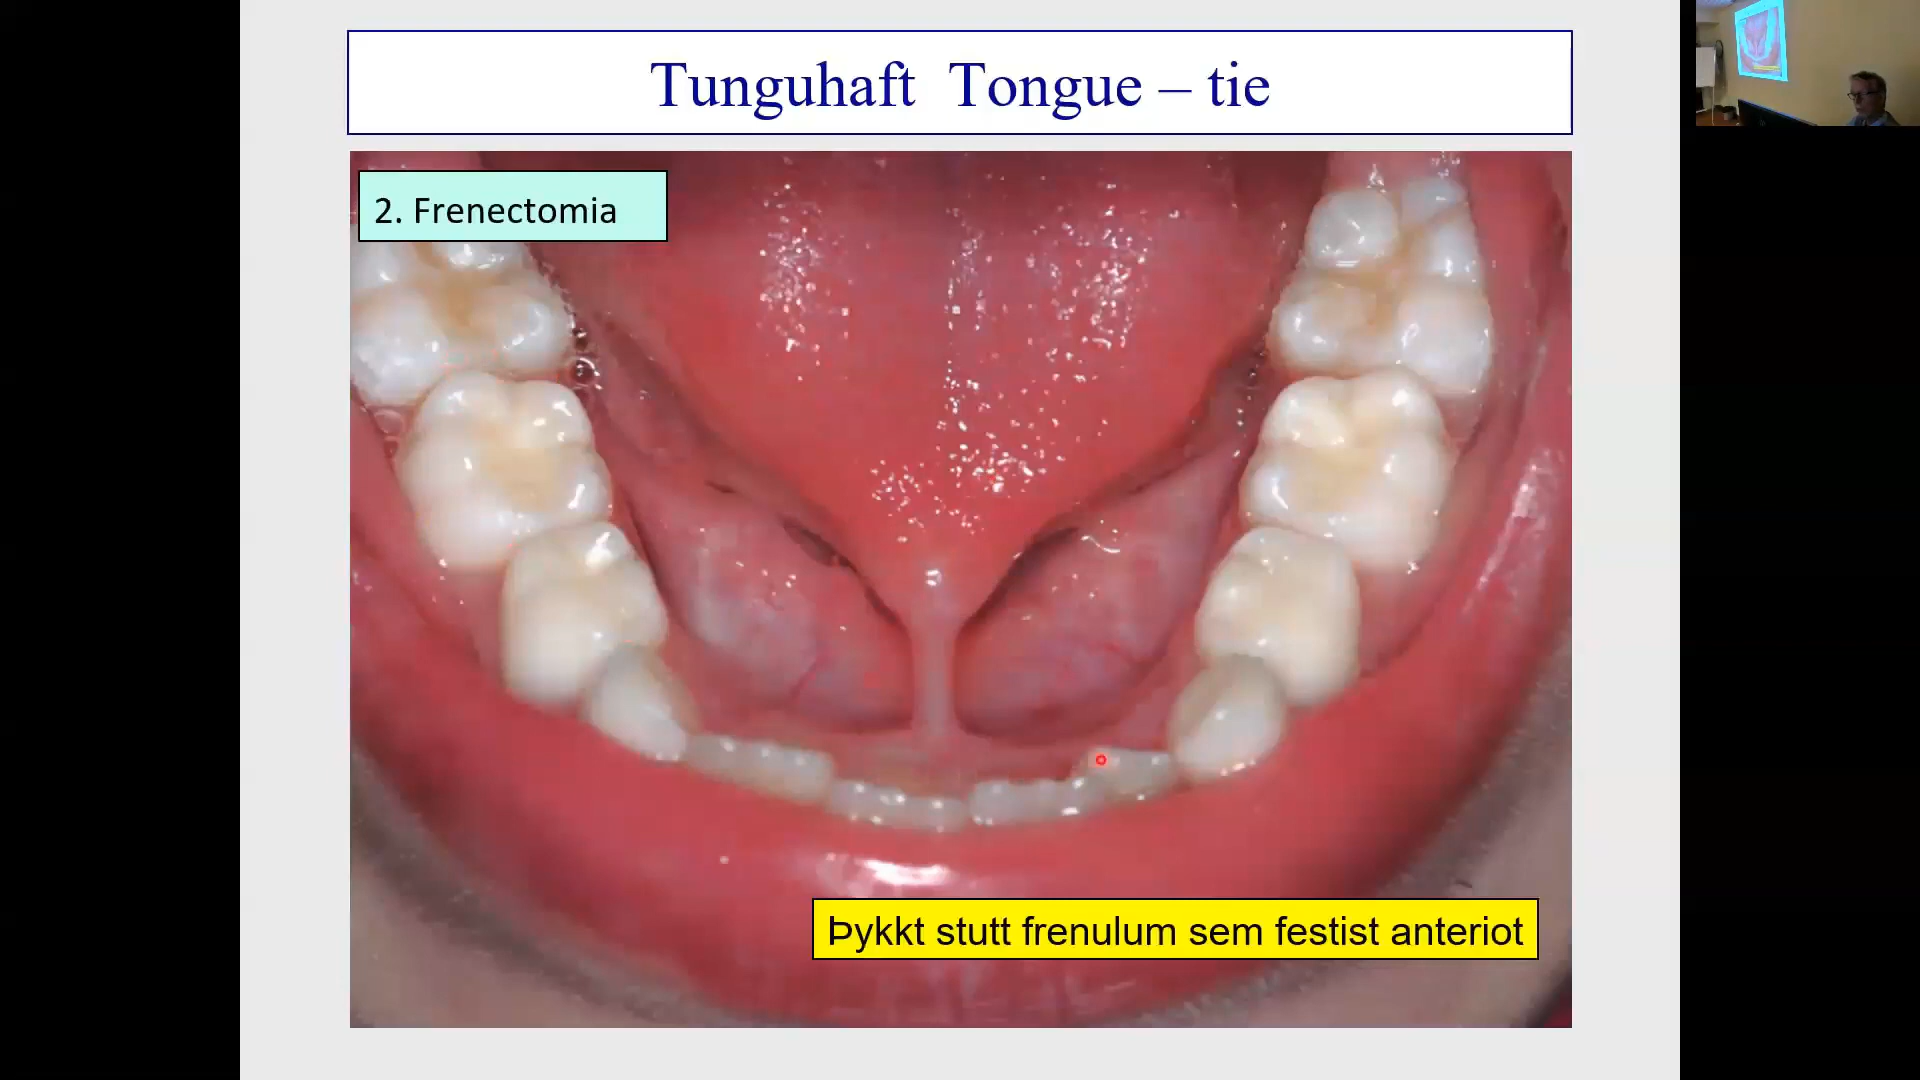 Tunguhaft Tongue – tie
2. Frenectomia
Þykkt stutt frenulum sem festist anteriot